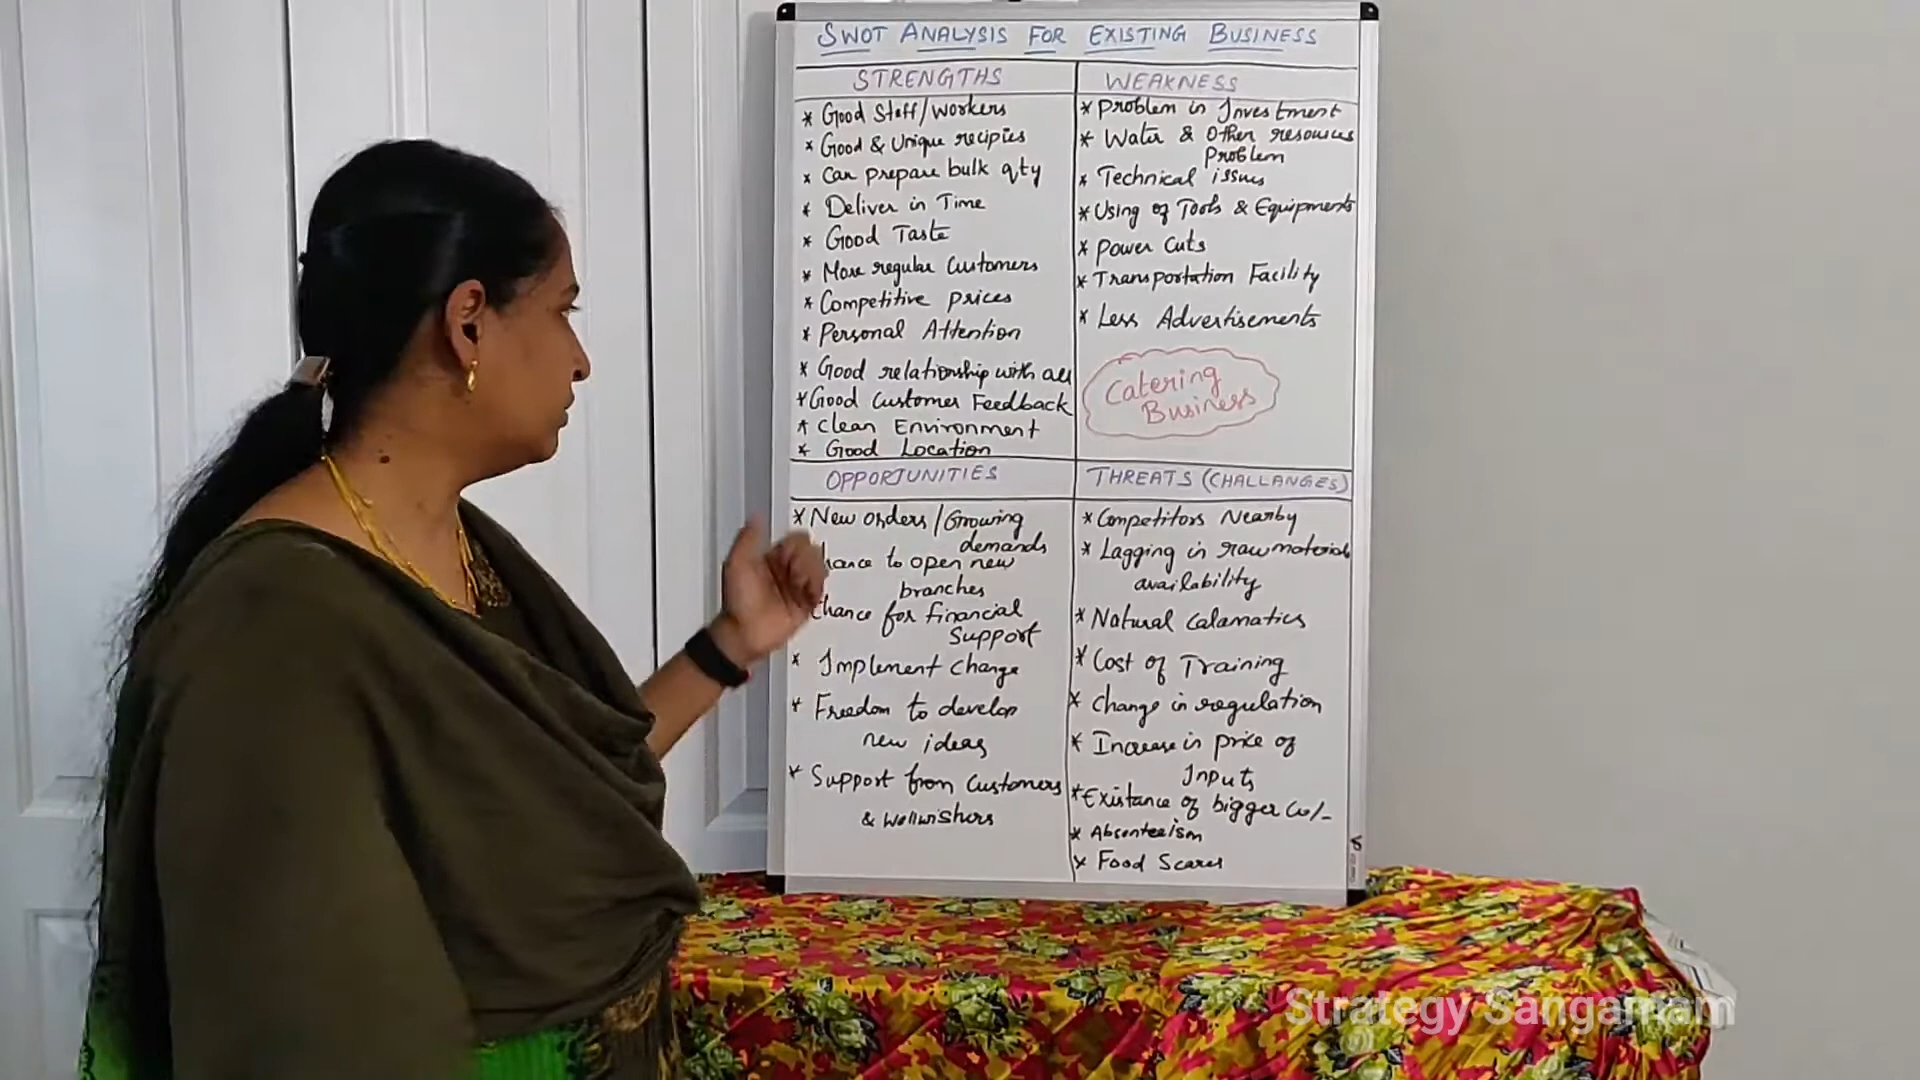 SWOT ANALYSIS FOR EXISTING BUSINESS
STRENGTHS
* Good Staff/workers
* Good & Unique recipies
* Can prepare bulk qty
* Deliver in Time
* Good Taste
* More regular Customers
* Competitive prices
* Personal Attention
* Good relationship with all
* Good Customer Feedback
* Clean Environment
* Good Location
WEAKNESS
* Problem in Investment
* Water & Other resources
Problem
* Technical issues
* Using of Tools & Equipments
* Power Cuts
* Transportation Facility
* Less Advertisements
Catering
Business
OPPORTUNITIES
* New orders/Growing
demands
to open new
branches
Chance for financial
Support
* Implement change
* Freedom to develop
new ideas
* Support from Customers
& wellwishers
THREATS (CHALLANGES)
* Competitors Nearby
* Lagging in raw materials
availability
* Natural Calamatics
* Cost of Training
* Change in regulation
* Increase in price of
Inputs
* Existance of bigger Co/-
* Absenteeism
* Food Scares
Strategy Sangamam